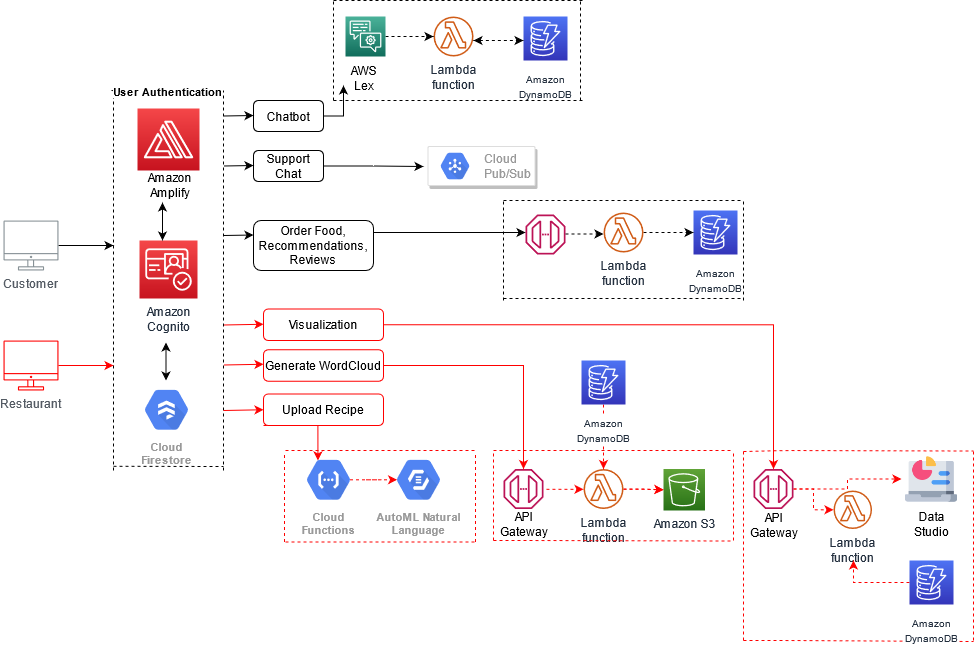 AWS
Lex
Lambda
function
Amazon
DynamoDB
User Authentication
Chatbot
Amazon
Amplify
Support
Chat
Cloud
Pub/Sub
Customer
Order Food,
Recommendations,
Reviews
Lambda
function
Amazon
DynamoDB
Amazon
Cognito
Visualization
Restaurant
Generate WordCloud
Upload Recipe
Cloud
Firestore
Amazon
DynamoDB
Cloud
Functions
AutoML Natural
Language
API
Gateway
Lambda
function
Amazon S3
API
Gateway
Lambda
function
Data
Studio
Amazon
DynamoDB